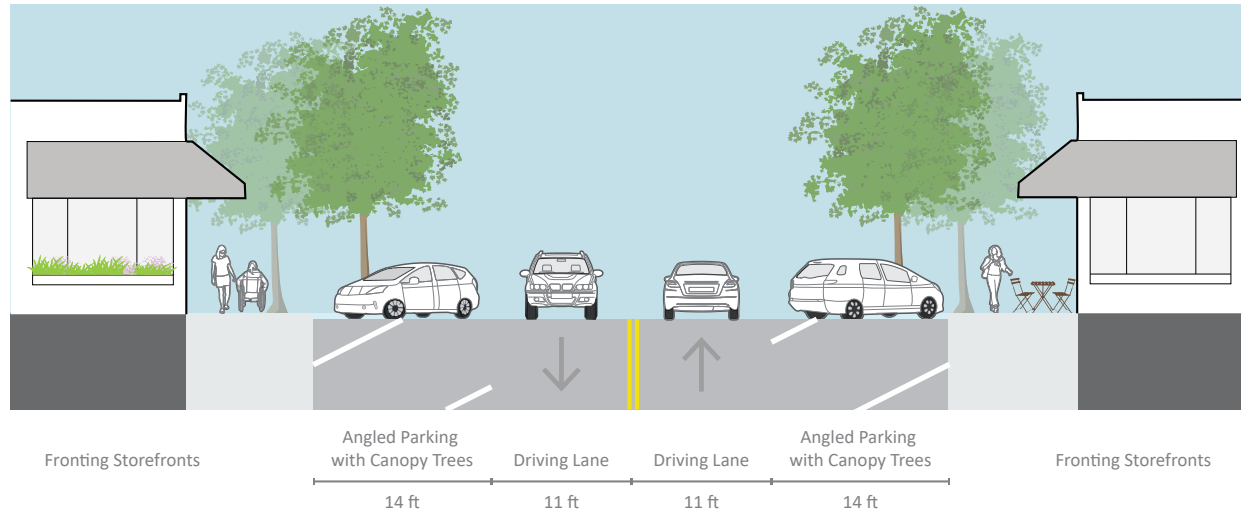 Fronting Storefronts
Angled Parking
with Canopy Trees
Driving Lane
Driving Lane
Angled Parking
with Canopy Trees
Fronting Storefronts
14 ft
11 ft
11 ft
14 ft